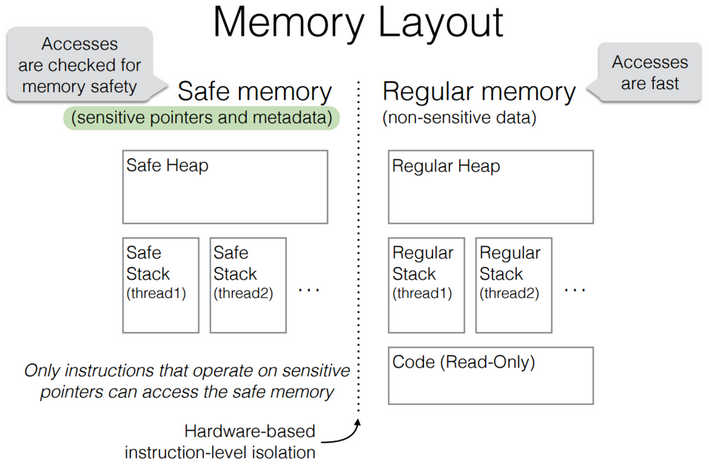 Memory Layout
Accesses
are checked for
memory safety
Safe memory
(sensitive pointers and metadata)
Regular memory
(non-sensitive data)
Accesses
are fast
Safe Heap
Safe
Stack
(thread1)
Safe
Stack
(thread2)
...
Only instructions that operate on sensitive
pointers can access the safe memory
Regular Heap
Regular
Stack
(thread1)
Regular
Stack
(thread2)
...
Code (Read-Only)
Hardware-based
instruction-level isolation